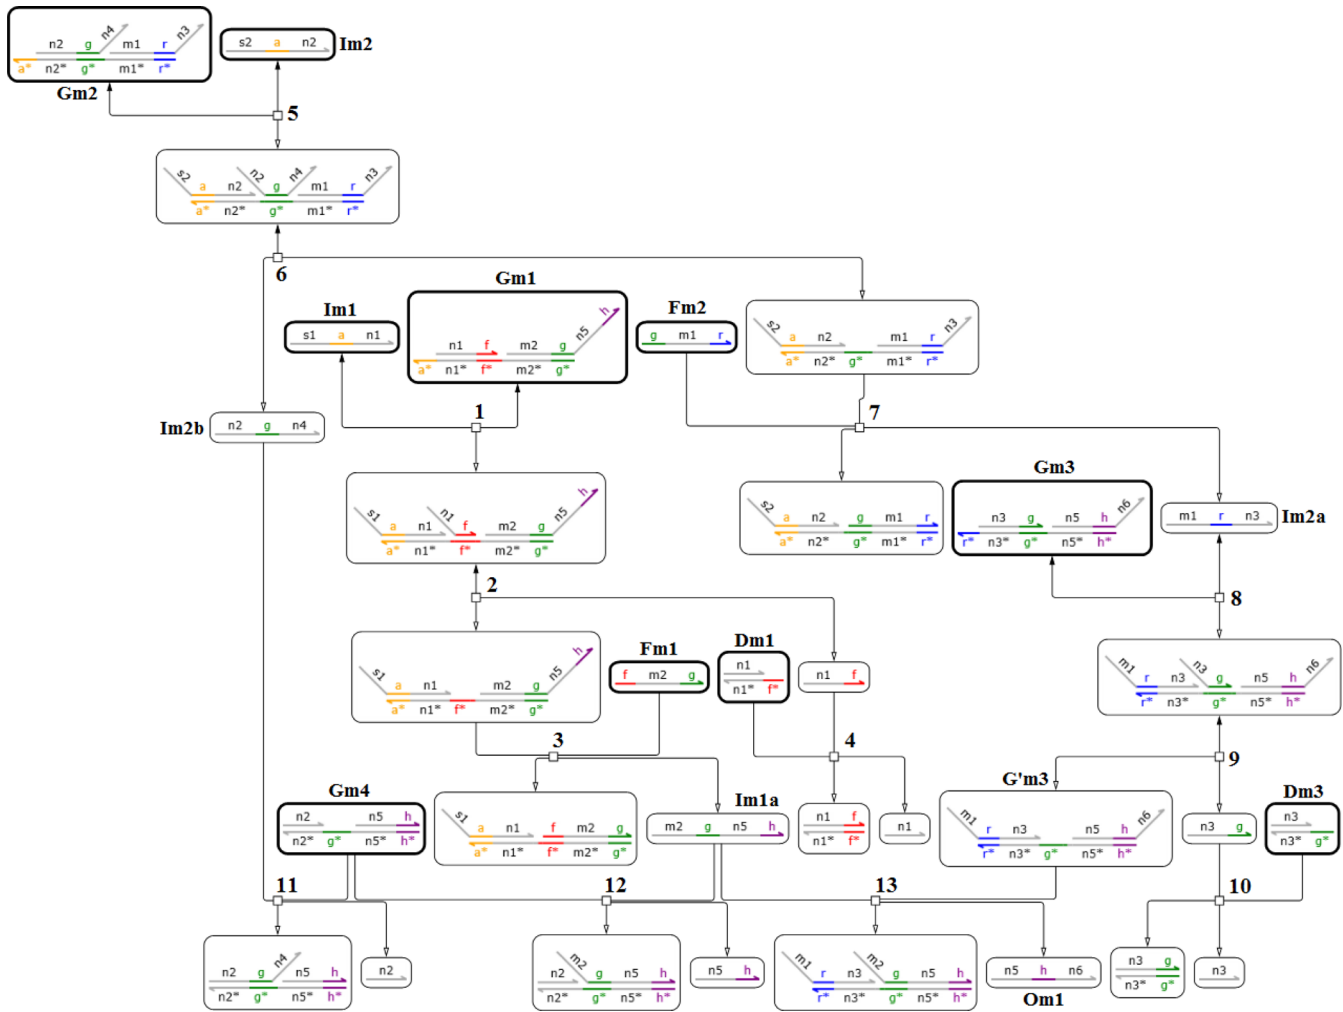 n2 g n4 m1 r n3
a* n2* g* m1* r*
Gm2
s2 a n2
Im2
5
s2 a n2 n2 g n4 m1 r n3
a* n2* g* m1* r*
6
Gm1
n1 f m2 g n5 h
a* n1* f* m2* g*
Im1
s1 a n1
Fm2
g m1 r
s2 a n2 m1 r n3
a* n2* g* m1* r*
1
7
Im2b
n2 g n4
s1 a n1 n1 f m2 g n5 h
a* n1* f* m2* g*
s2 a n2 g m1 r
a* n2* g* m1* r*
Gm3
n3 g n5 h n6
r* n3* g* n5* h*
m1 r n3
Im2a
2
8
s1 a n1 m2 g n5 h
a* n1* f* m2* g*
Fm1
f m2 g
Dm1
n1
n1* f*
n1 f
m1 r n3 n3 g n5 h n6
r* n3* g* n5* h*
3
4
9
Gm4
n2 n5 h
n2* g* n5* h*
s1 a n1 f m2 g
a* n1* f* m2* g*
Im1a
m2 g n5 h
n1 f
n1* f*
n1
G'm3
m1 r n3 n5 h n6
r* n3* g* n5* h*
n3 g
Dm3
n3
n3* g*
11
12
13
10
n2 g n4 n5 h
n2* g* n5* h*
n2
n2 m2 g n5 h
n2* g* n5* h*
n5 h
m1 r n3 m2 g n5 h
r* n3* g* n5* h*
n5 h n6
Om1
n3 g
n3* g*
n3